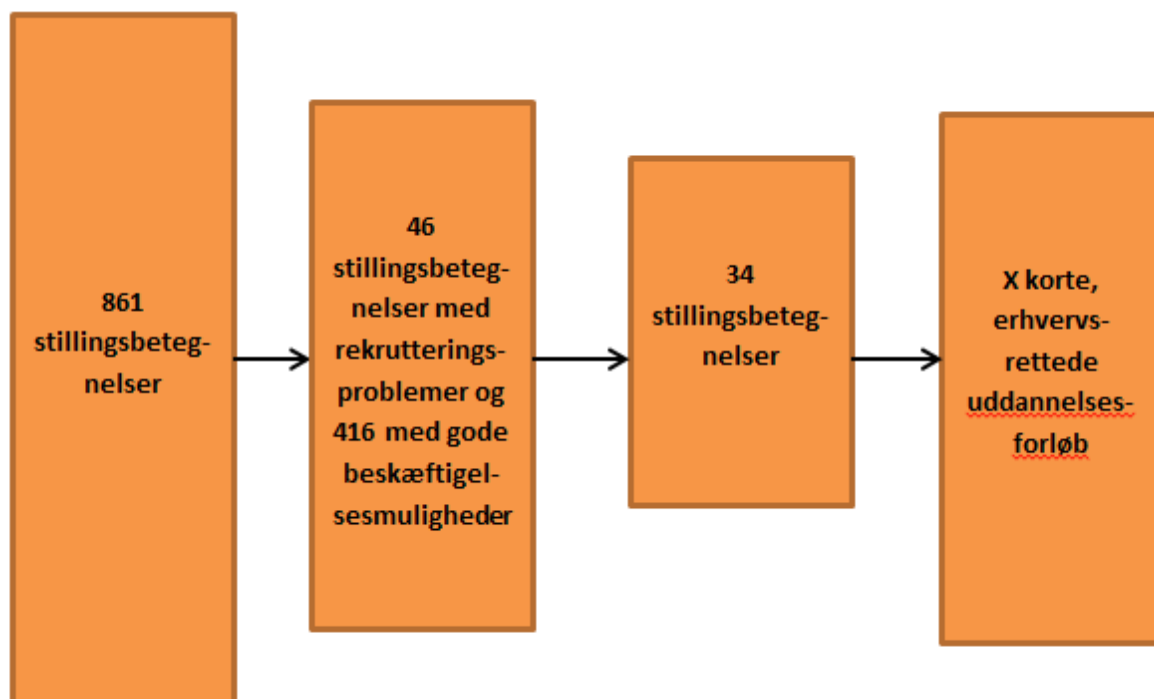 861
stillingsbeteg-
nelser
46
stillingsbeteg-
nelser med
rekrutterings-
problemer og
416 med gode
beskæftigel-
sesmuligheder
34
stillingsbeteg-
nelser
X korte,
erhvervs-
rettede
uddannelses-
forløb